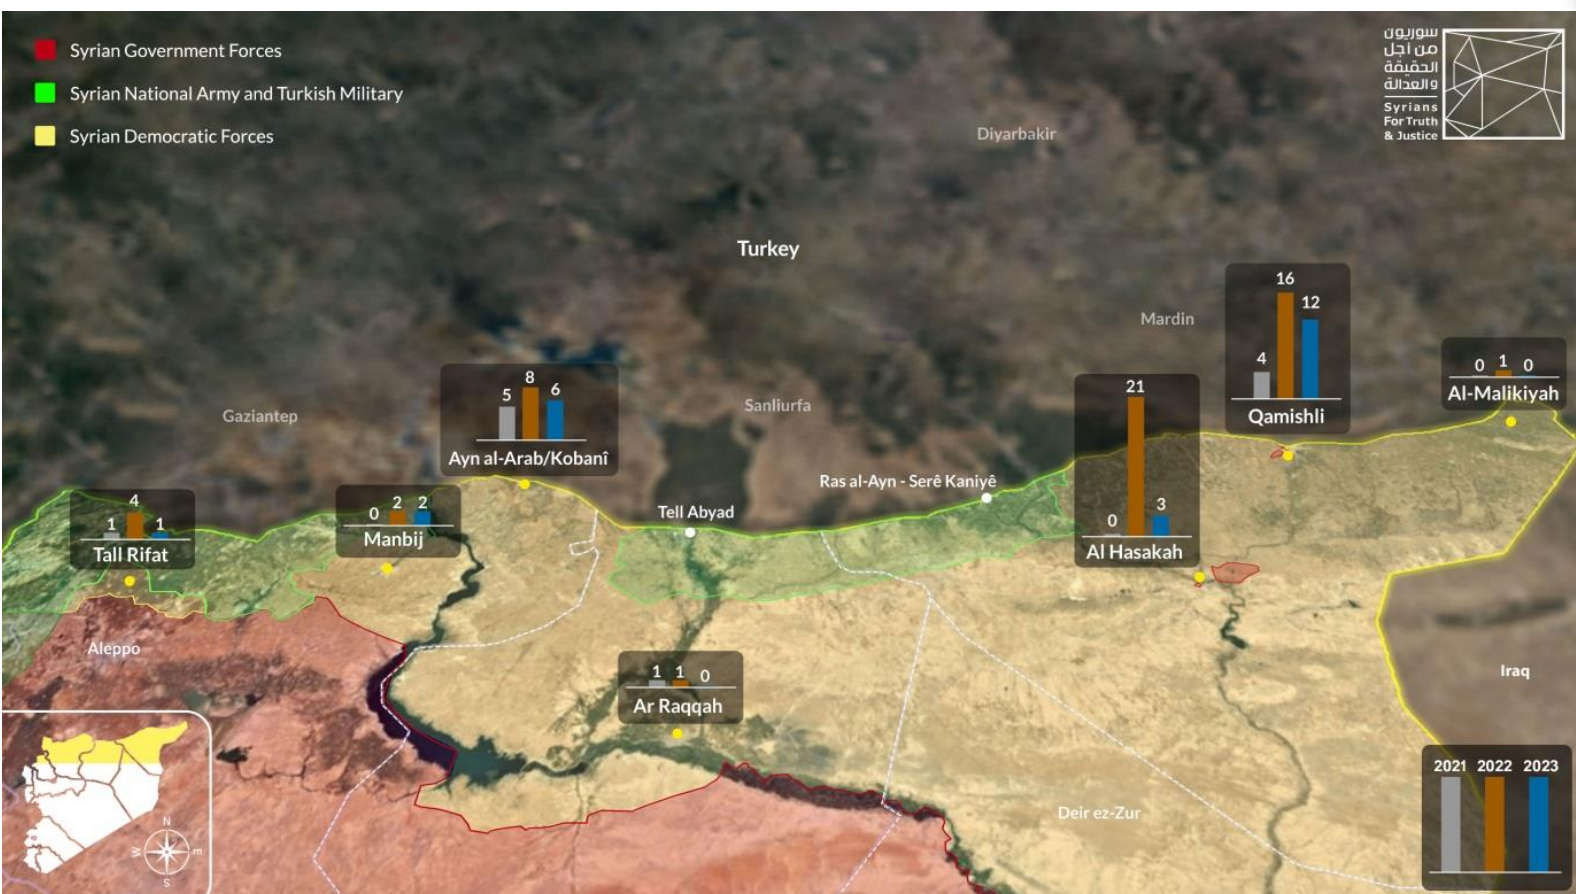 Syrian Government Forces
Syrian National Army and Turkish Military
Syrian Democratic Forces
سوريون
من أجل
الحقيقة
والعدالة
Syrians
For Truth
& Justice
Diyarbakir
Turkey
Mardin
Gaziantep
Sanliurfa
16
12
4
Qamishli
0 1 0
Al-Malikiyah
8
5
6
Ayn al-Arab/Kobanî
21
0
3
Al Hasakah
Ras al-Ayn - Serê Kaniyê
Tell Abyad
4
1
1
Tall Rifat
0 2 2
Manbij
Aleppo
1 1 0
Ar Raqqah
Iraq
Deir ez-Zur
2021 2022 2023
N
W
m
S